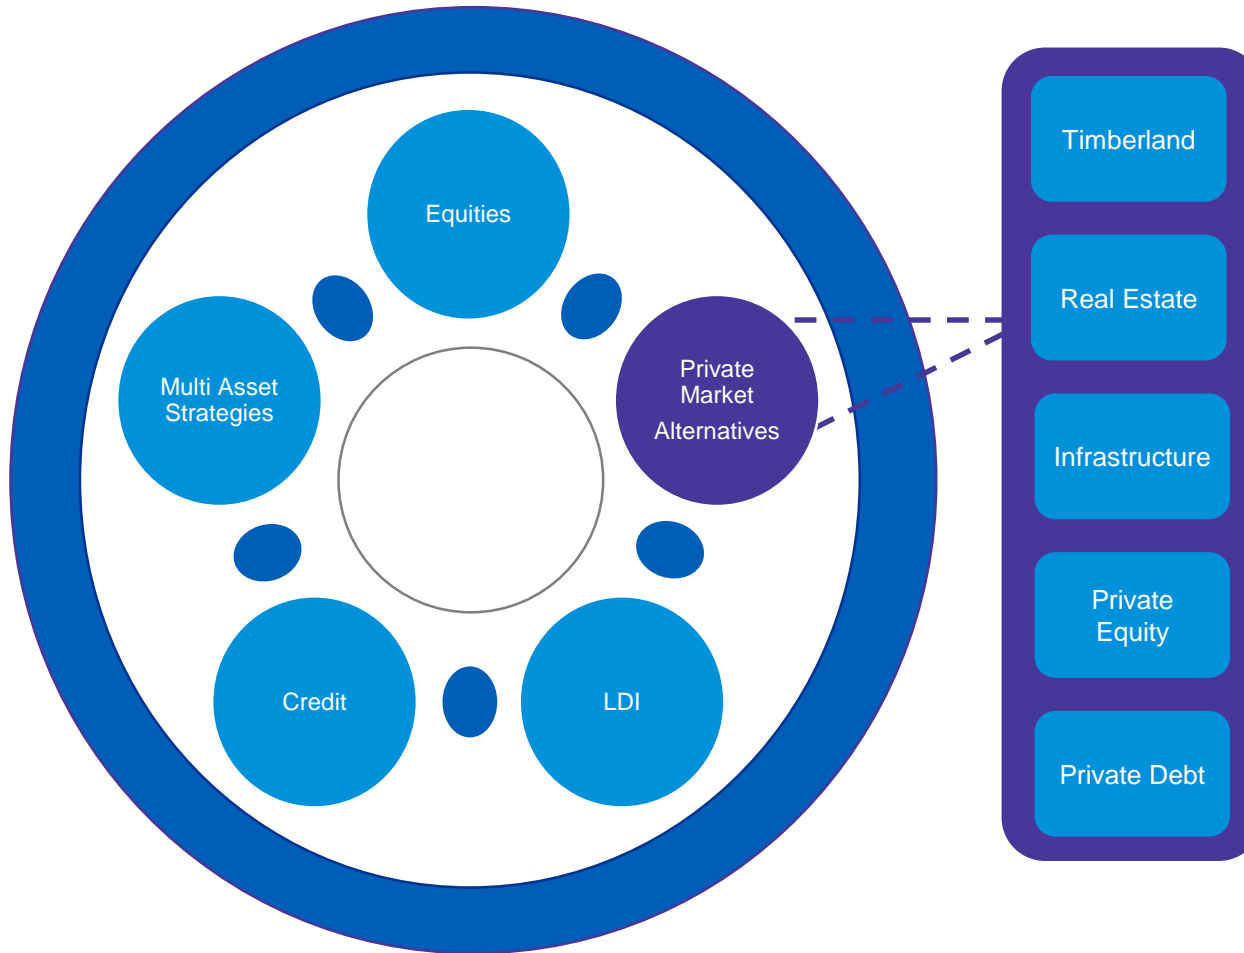 Equities
Multi Asset
Strategies
Private
Market
Alternatives
Credit
LDI
Timberland
Real Estate
Infrastructure
Private
Equity
Private Debt